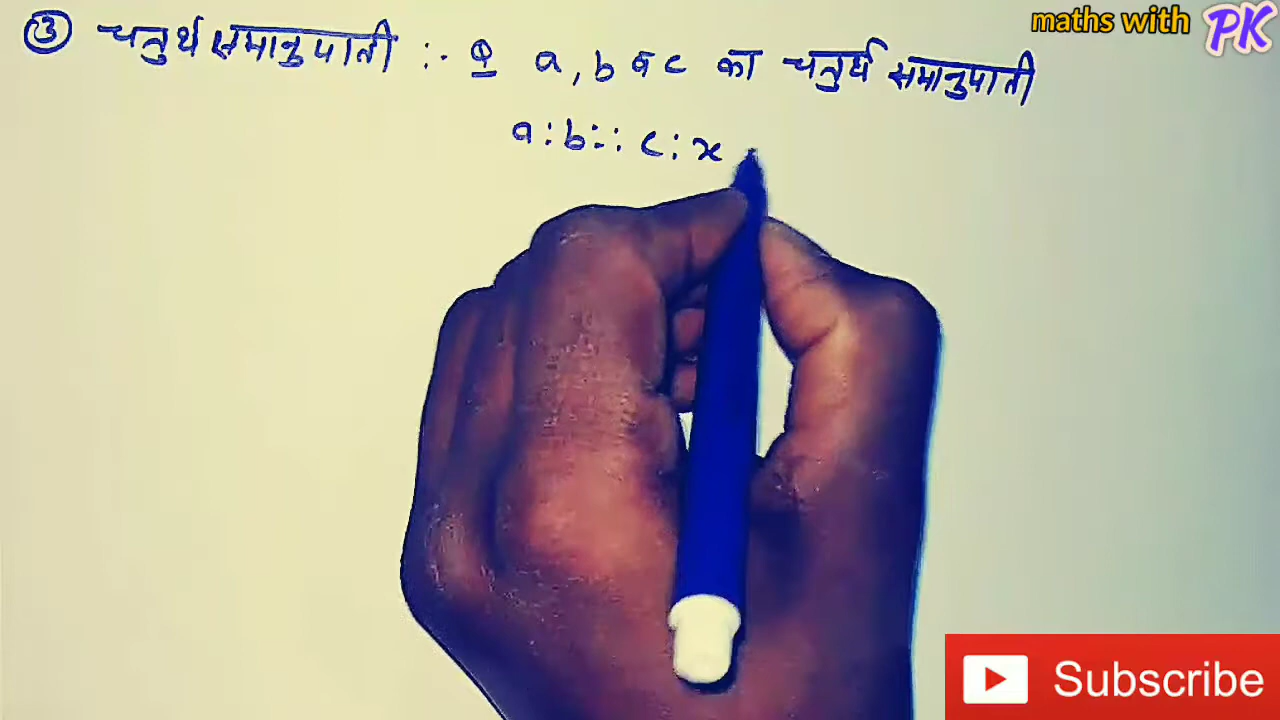 maths with PK
③ चतुर्थ समानुपाती :- Q a, b व c का चतुर्थ समानुपाती
a : b :: c : x
Subscribe